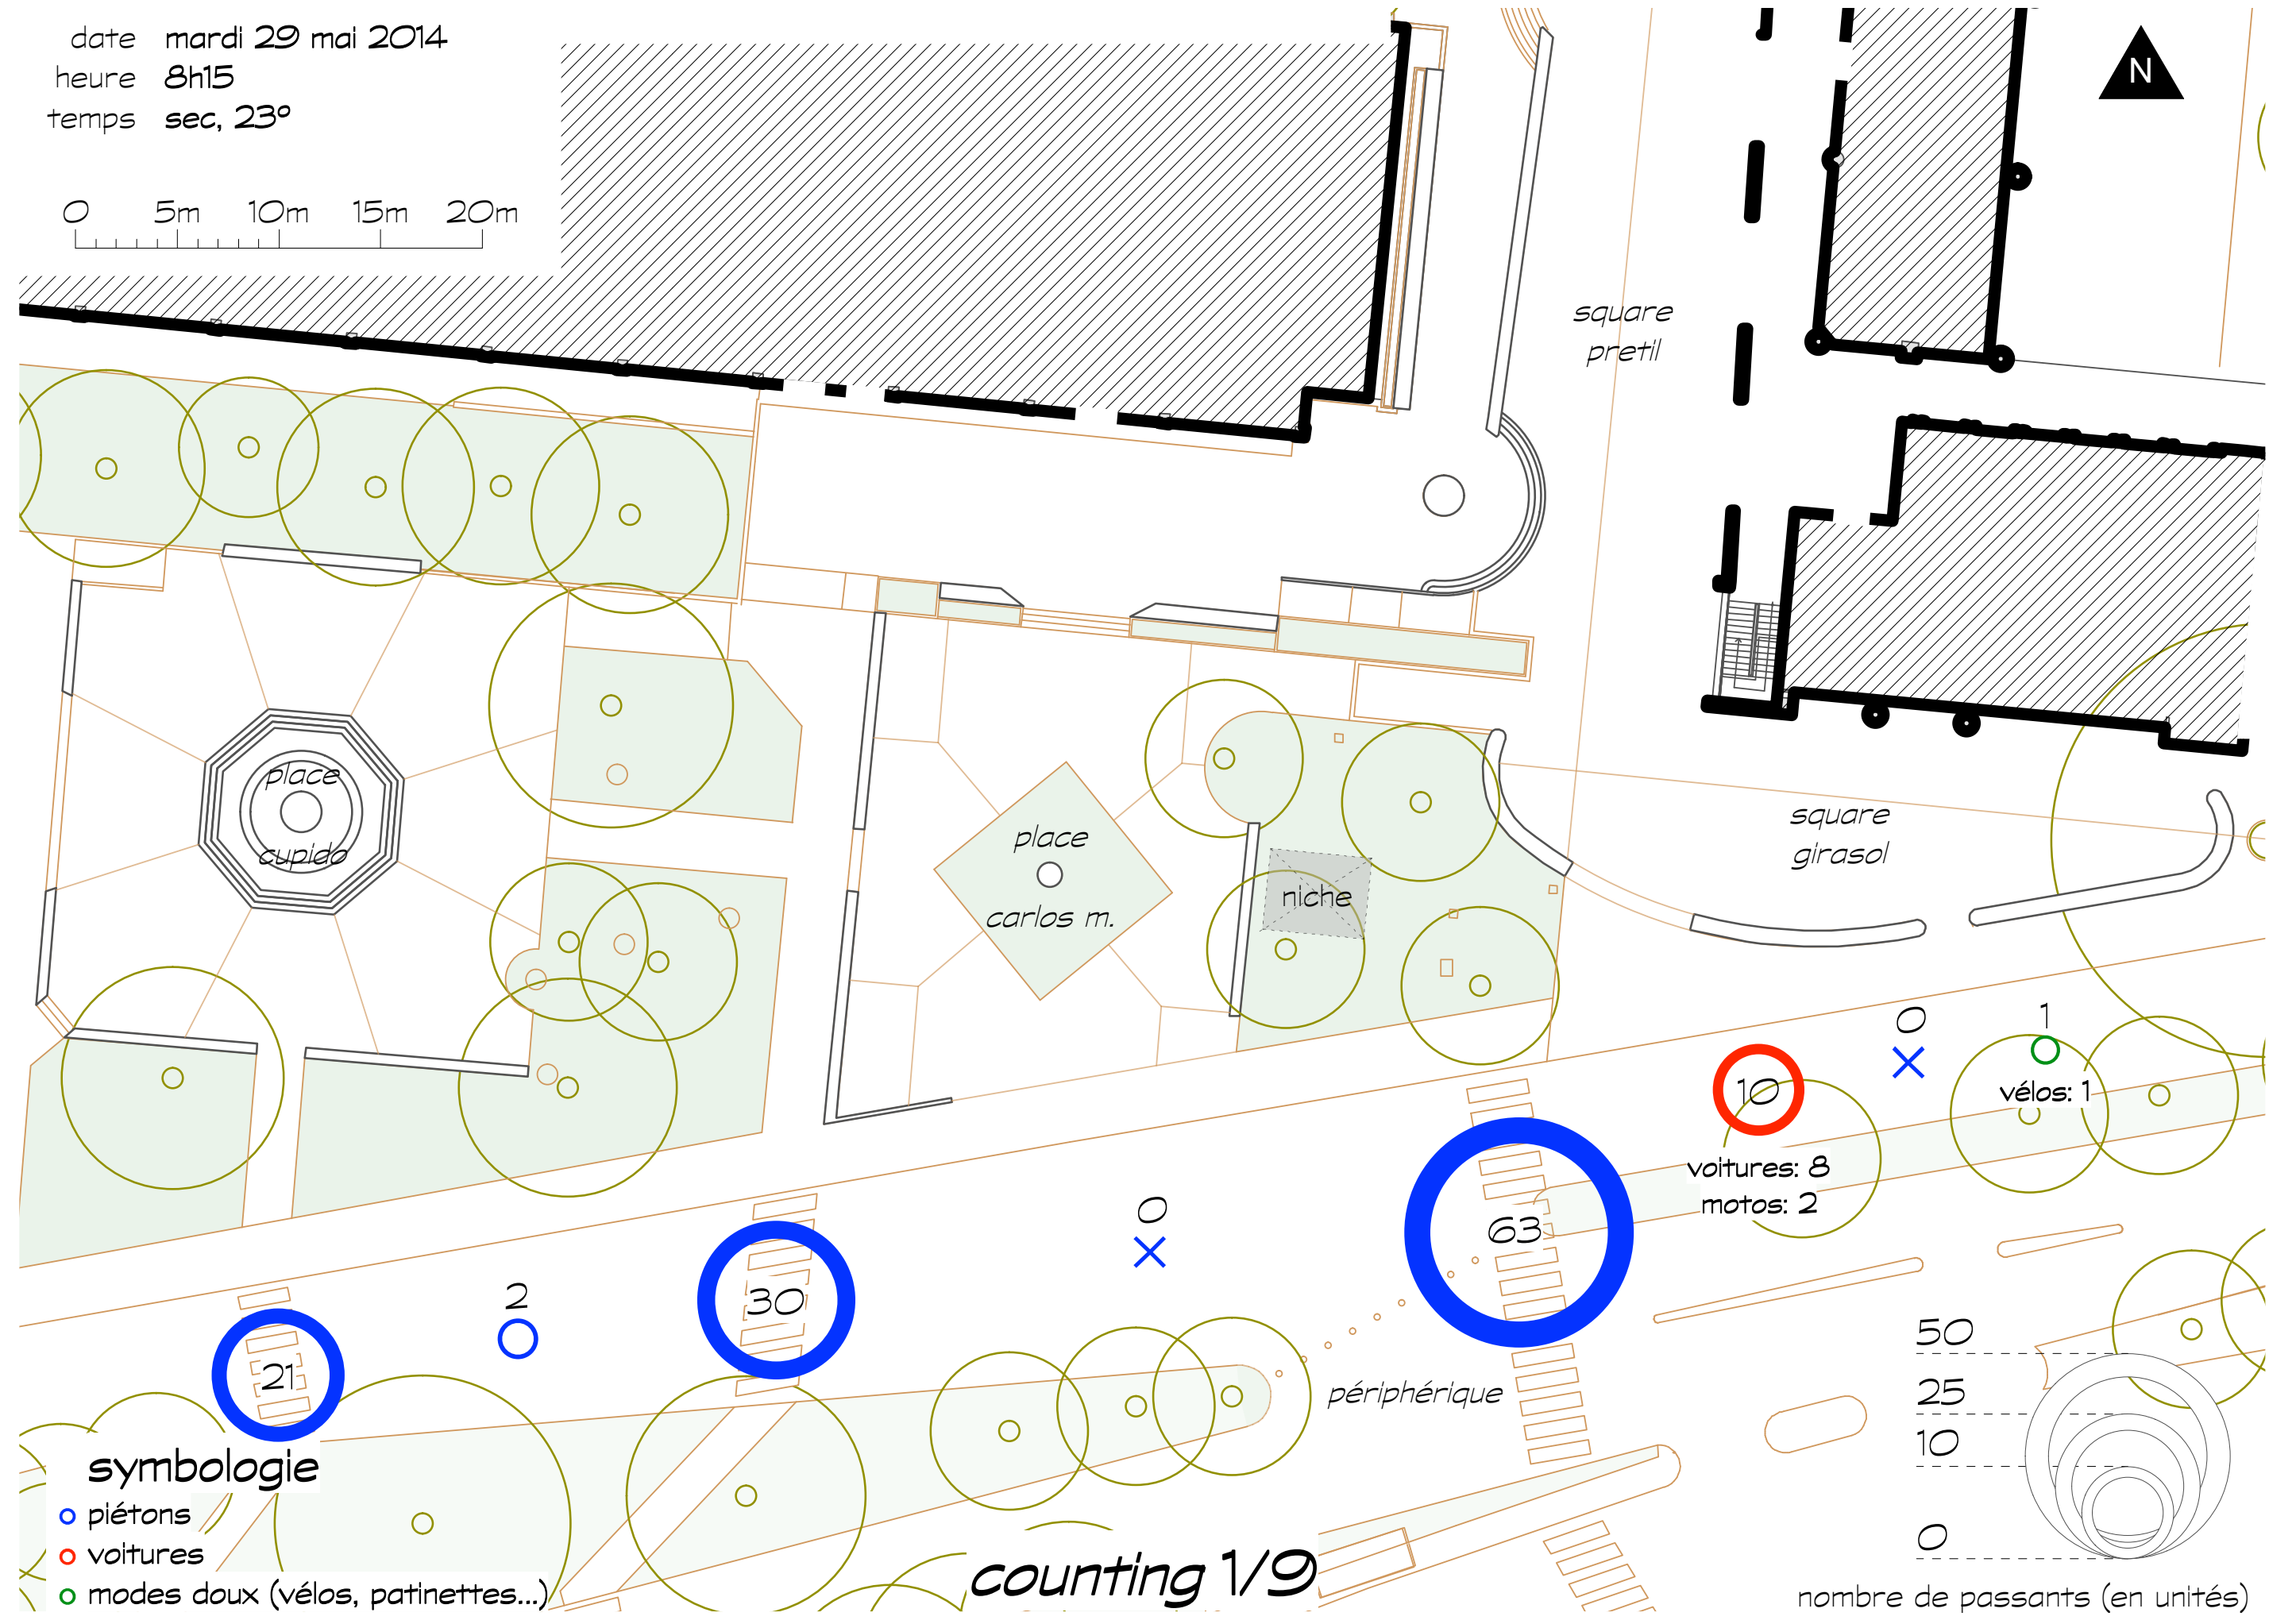 date mardi 29 mai 2014
heure 8h15
temps sec, 23°
N
0 5m 10m 15m 20m
square
pretil
place
cupido
place
carlos m.
niche
square
girasol
0
1
10
vélos: 1
voitures: 8
motos: 2
0
63
2
30
21
périphérique
50
25
10
0
nombre de passants (en unités)
symbologie
piétons
voitures
modes doux (vélos, patinettes...)
counting 1/9